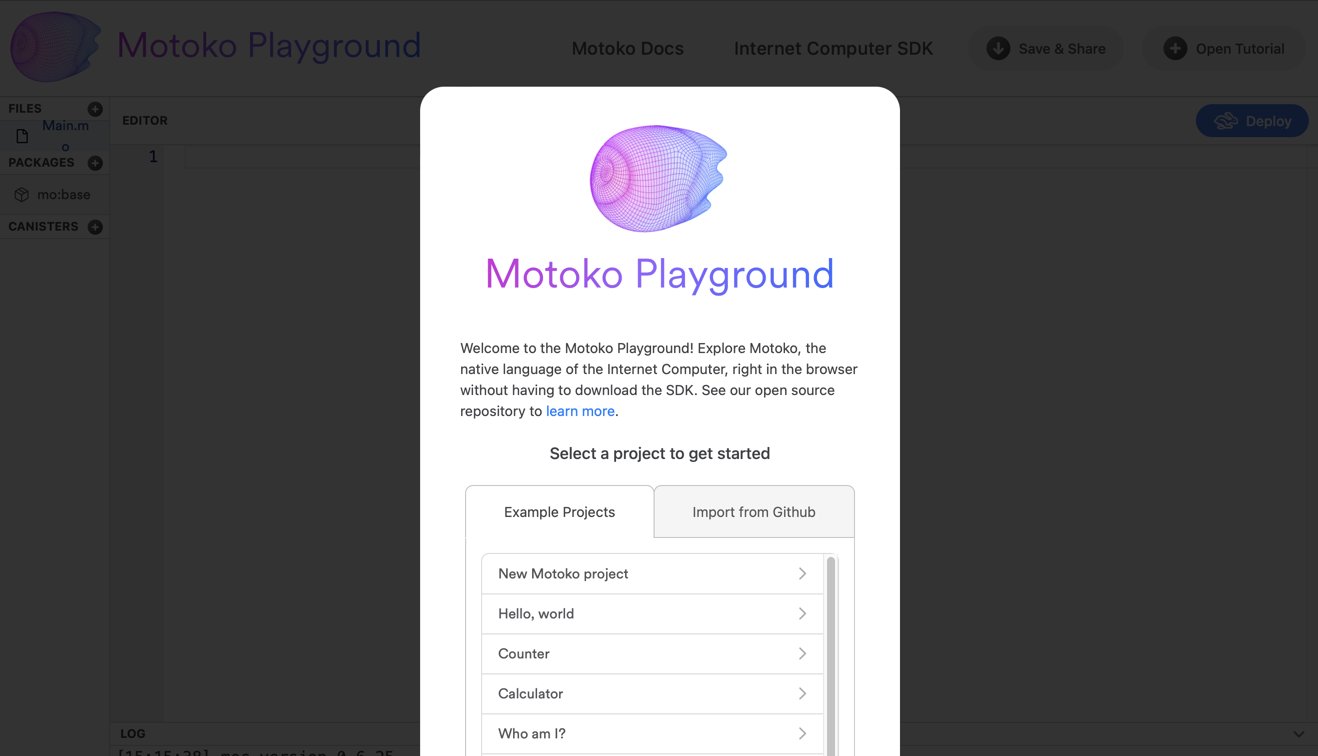 Motoko Playground
Motoko Docs
Internet Computer SDK
Save & Share
Open Tutorial
FILES
Main.m
o
PACKAGES
mo:base
CANISTERS
EDITOR
Deploy
1
Motoko Playground
Welcome to the Motoko Playground! Explore Motoko, the
native language of the Internet Computer, right in the browser
without having to download the SDK. See our open source
repository to learn more.
Select a project to get started
Example Projects
Import from Github
New Motoko project
Hello, world
Counter
Calculator
Who am I?
LOG
[15:15:38] moc version 0.6.25